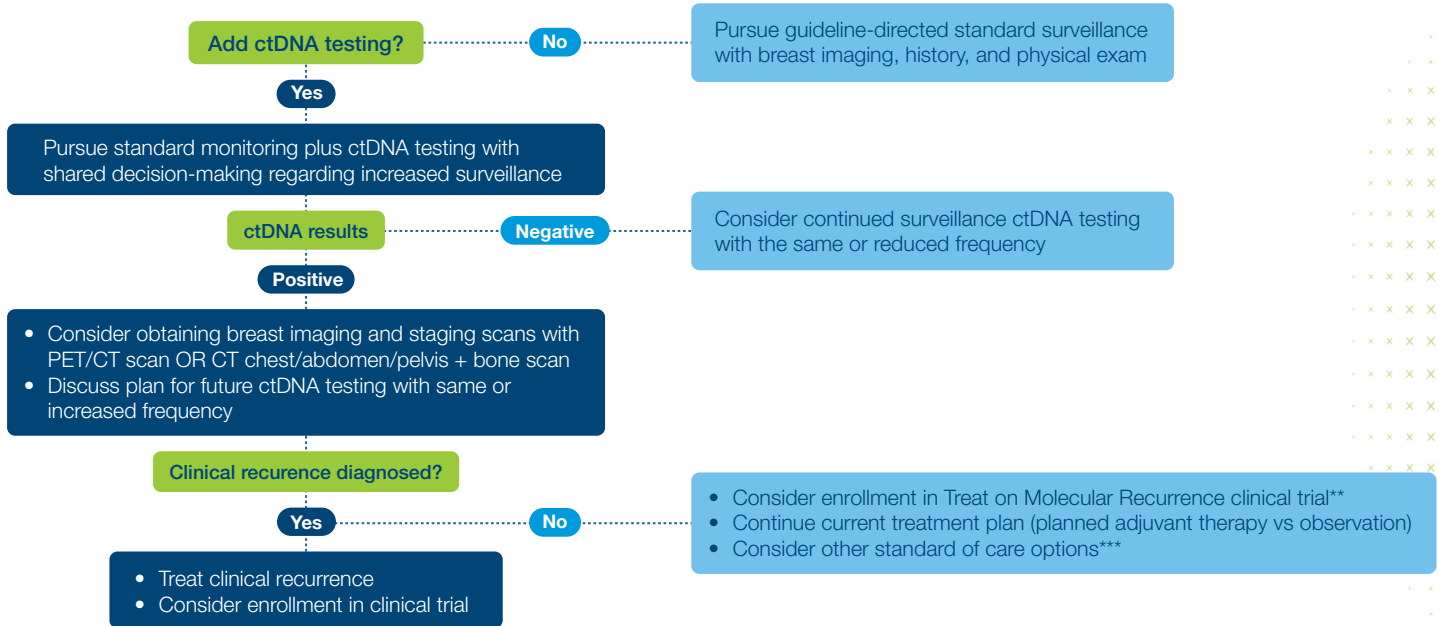 Add ctDNA testing?
No
Pursue guideline-directed standard surveillance
with breast imaging, history, and physical exam
Yes
Pursue standard monitoring plus ctDNA testing with
shared decision-making regarding increased surveillance
ctDNA results
Negative
Consider continued surveillance ctDNA testing
with the same or reduced frequency
Positive
• Consider obtaining breast imaging and staging scans with
PET/CT scan OR CT chest/abdomen/pelvis + bone scan
• Discuss plan for future ctDNA testing with same or
increased frequency
Clinical recurence diagnosed?
Yes
No
• Consider enrollment in Treat on Molecular Recurrence clinical trial**
• Continue current treatment plan (planned adjuvant therapy vs observation)
• Consider other standard of care options***
• Treat clinical recurrence
• Consider enrollment in clinical trial